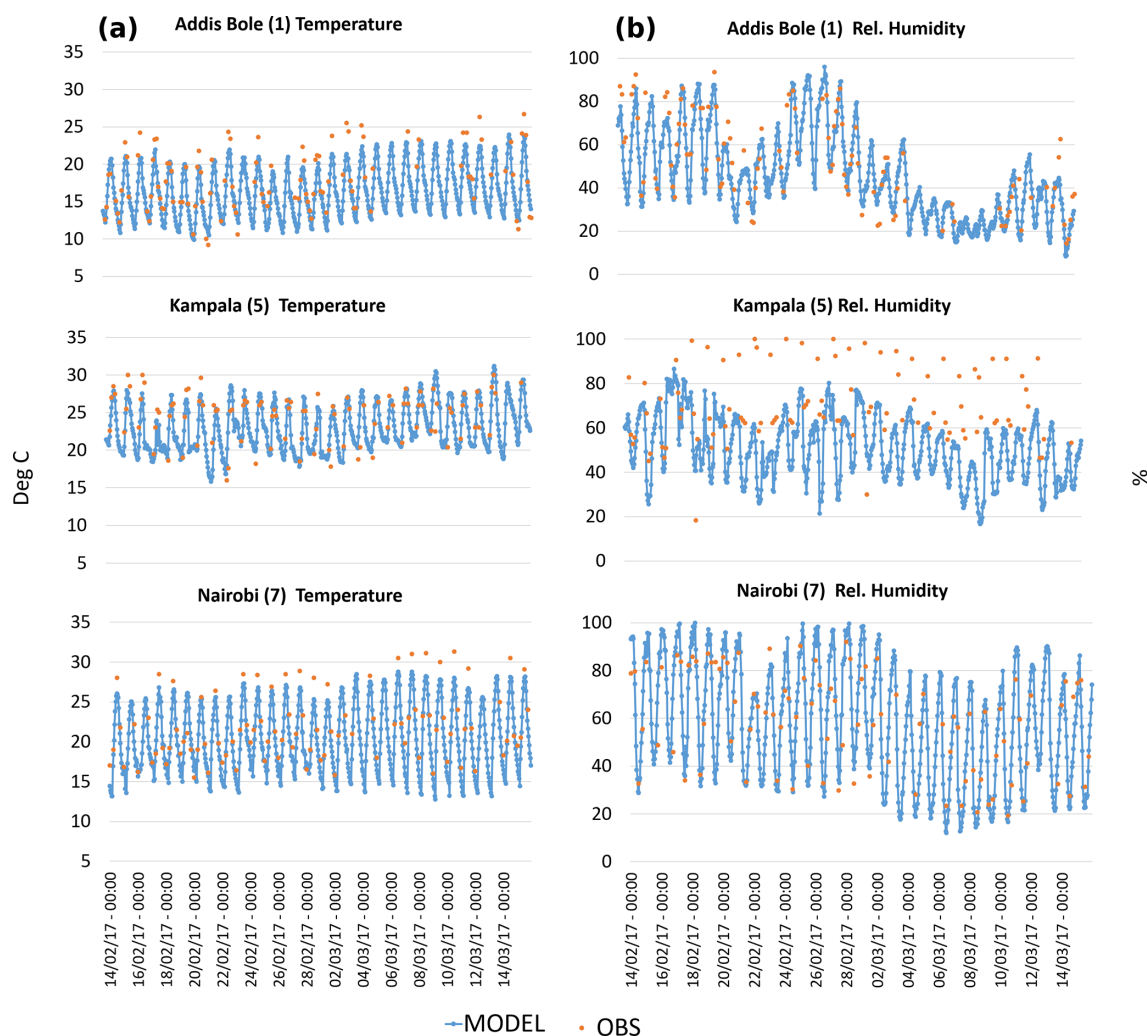 (a)
Addis Bole (1) Temperature
35
30
25
20
15
10
5
Kampala (5) Temperature
35
30
25
20
15
10
5
Nairobi (7) Temperature
35
30
25
20
15
10
5
Deg C
14/02/17 - 00:00
16/02/17 - 00:00
18/02/17 - 00:00
20/02/17 - 00:00
22/02/17 - 00:00
24/02/17 - 00:00
26/02/17 - 00:00
28/02/17 - 00:00
02/03/17 - 00:00
04/03/17 - 00:00
06/03/17 - 00:00
08/03/17 - 00:00
10/03/17 - 00:00
12/03/17 - 00:00
14/03/17 - 00:00
(b)
Addis Bole (1) Rel. Humidity
100
80
60
40
20
0
Kampala (5) Rel. Humidity
100
80
60
40
20
0
Nairobi (7) Rel. Humidity
100
80
60
40
20
0
%
14/02/17 - 00:00
16/02/17 - 00:00
18/02/17 - 00:00
20/02/17 - 00:00
22/02/17 - 00:00
24/02/17 - 00:00
26/02/17 - 00:00
28/02/17 - 00:00
02/03/17 - 00:00
04/03/17 - 00:00
06/03/17 - 00:00
08/03/17 - 00:00
10/03/17 - 00:00
12/03/17 - 00:00
14/03/17 - 00:00
MODEL OBS